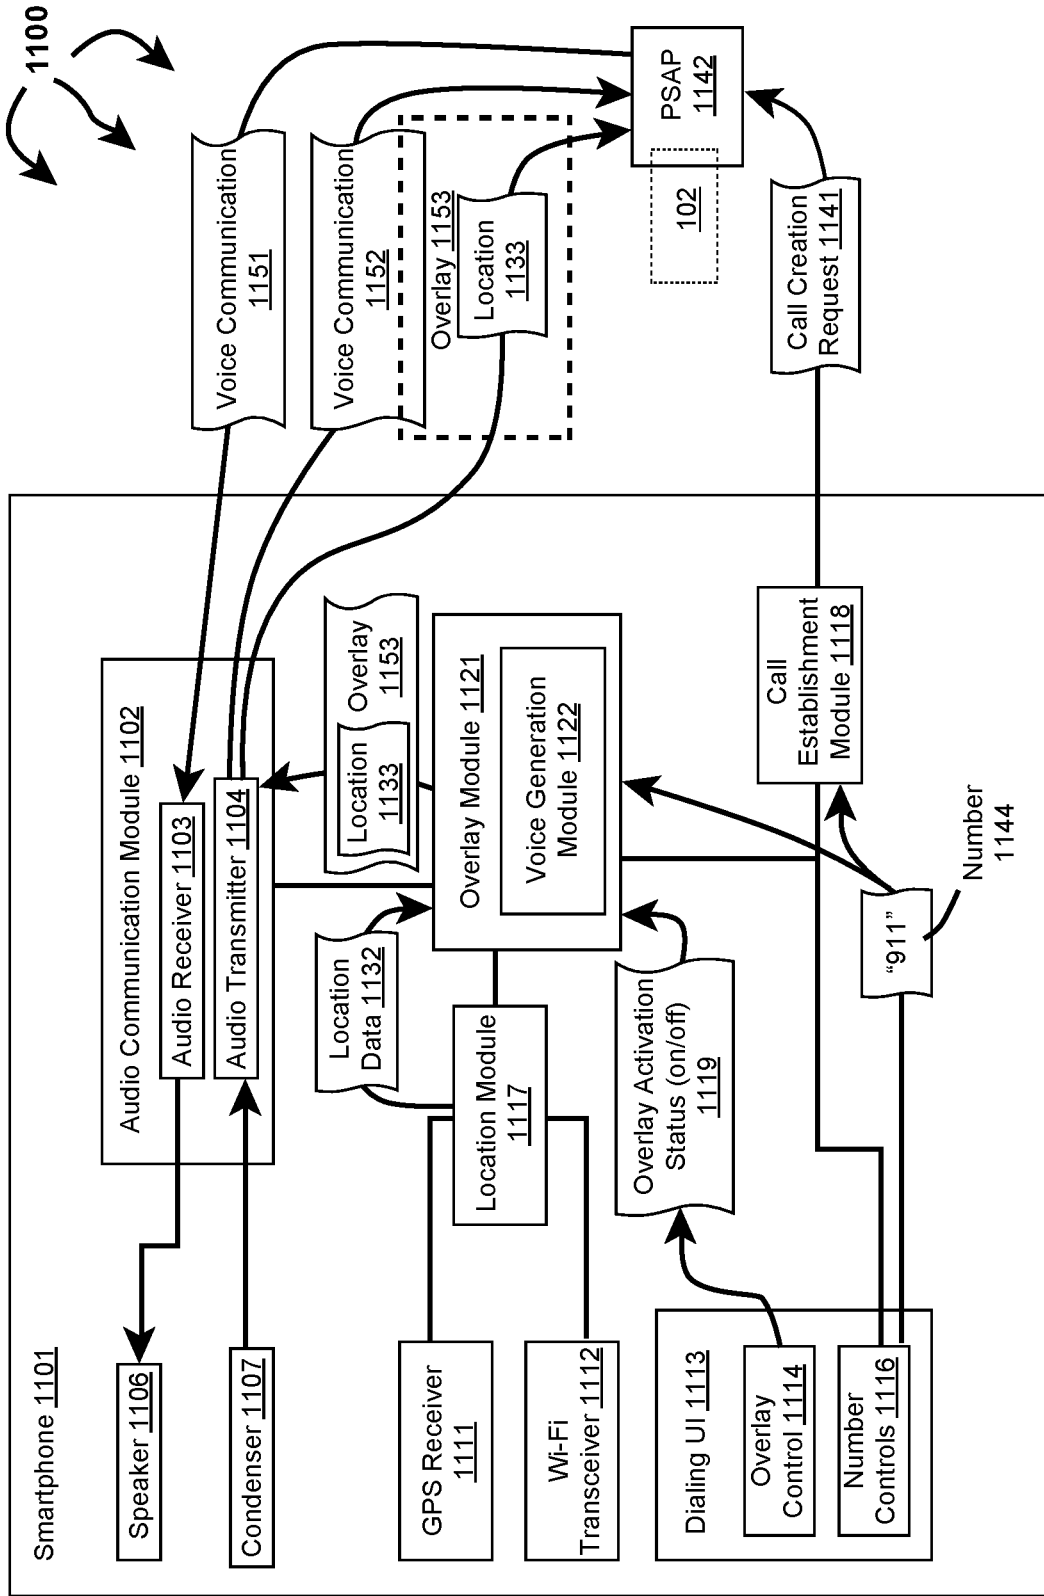 1100
Smartphone 1101
Speaker 1106
Condenser 1107
Audio Communication Module 1102
Audio Receiver 1103
Audio Transmitter 1104
Voice Communication
1151
Voice Communication
1152
Overlay 1153
Location
1133
GPS Receiver
1111
Wi-Fi
Transceiver 1112
Location
Data 1132
Location Module
1117
Overlay
1153
Location
1133
Overlay Module 1121
Voice Generation
Module 1122
PSAP
1142
102
Dialing UI 1113
Overlay
Control 1114
Number
Controls 1116
Overlay Activation
Status (on/off)
1119
Call
Establishment
Module 1118
Call Creation
Request 1141
“911”
Number
1144